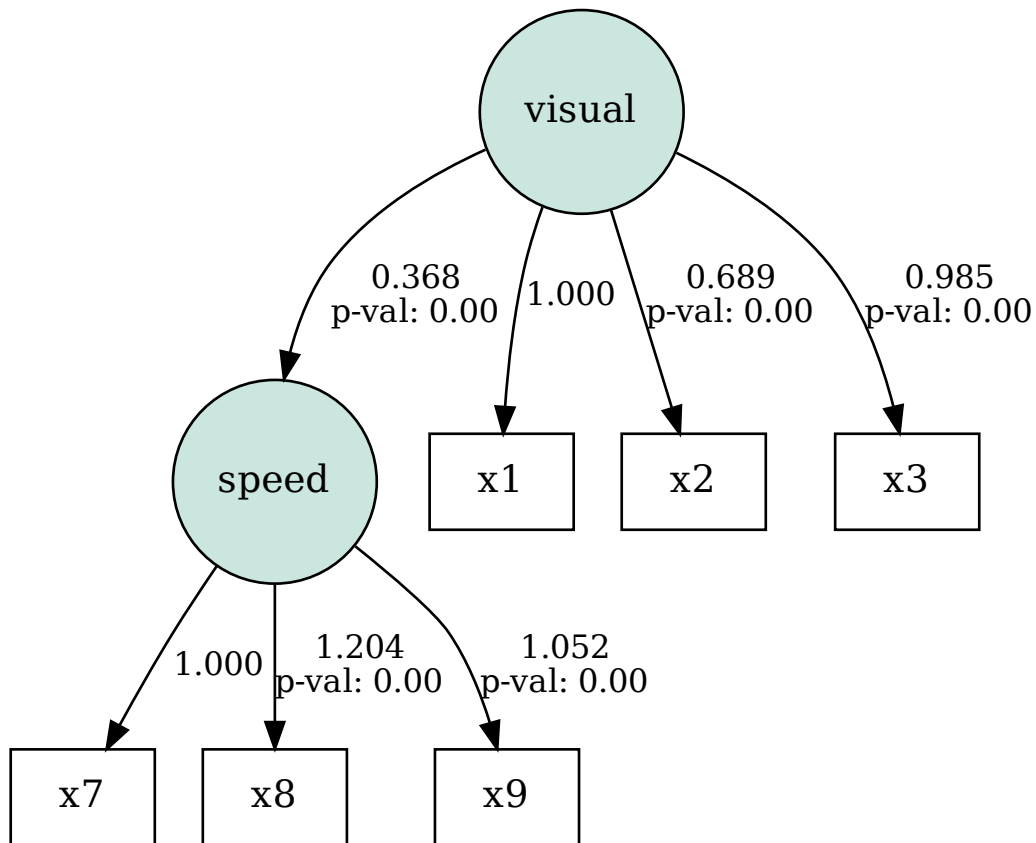 visual
0.368
p-val: 0.00
1.000
0.689
p-val: 0.00
0.985
p-val: 0.00
speed
x1
x2
x3
1.000
1.204
p-val: 0.00
1.052
p-val: 0.00
x7
x8
x9